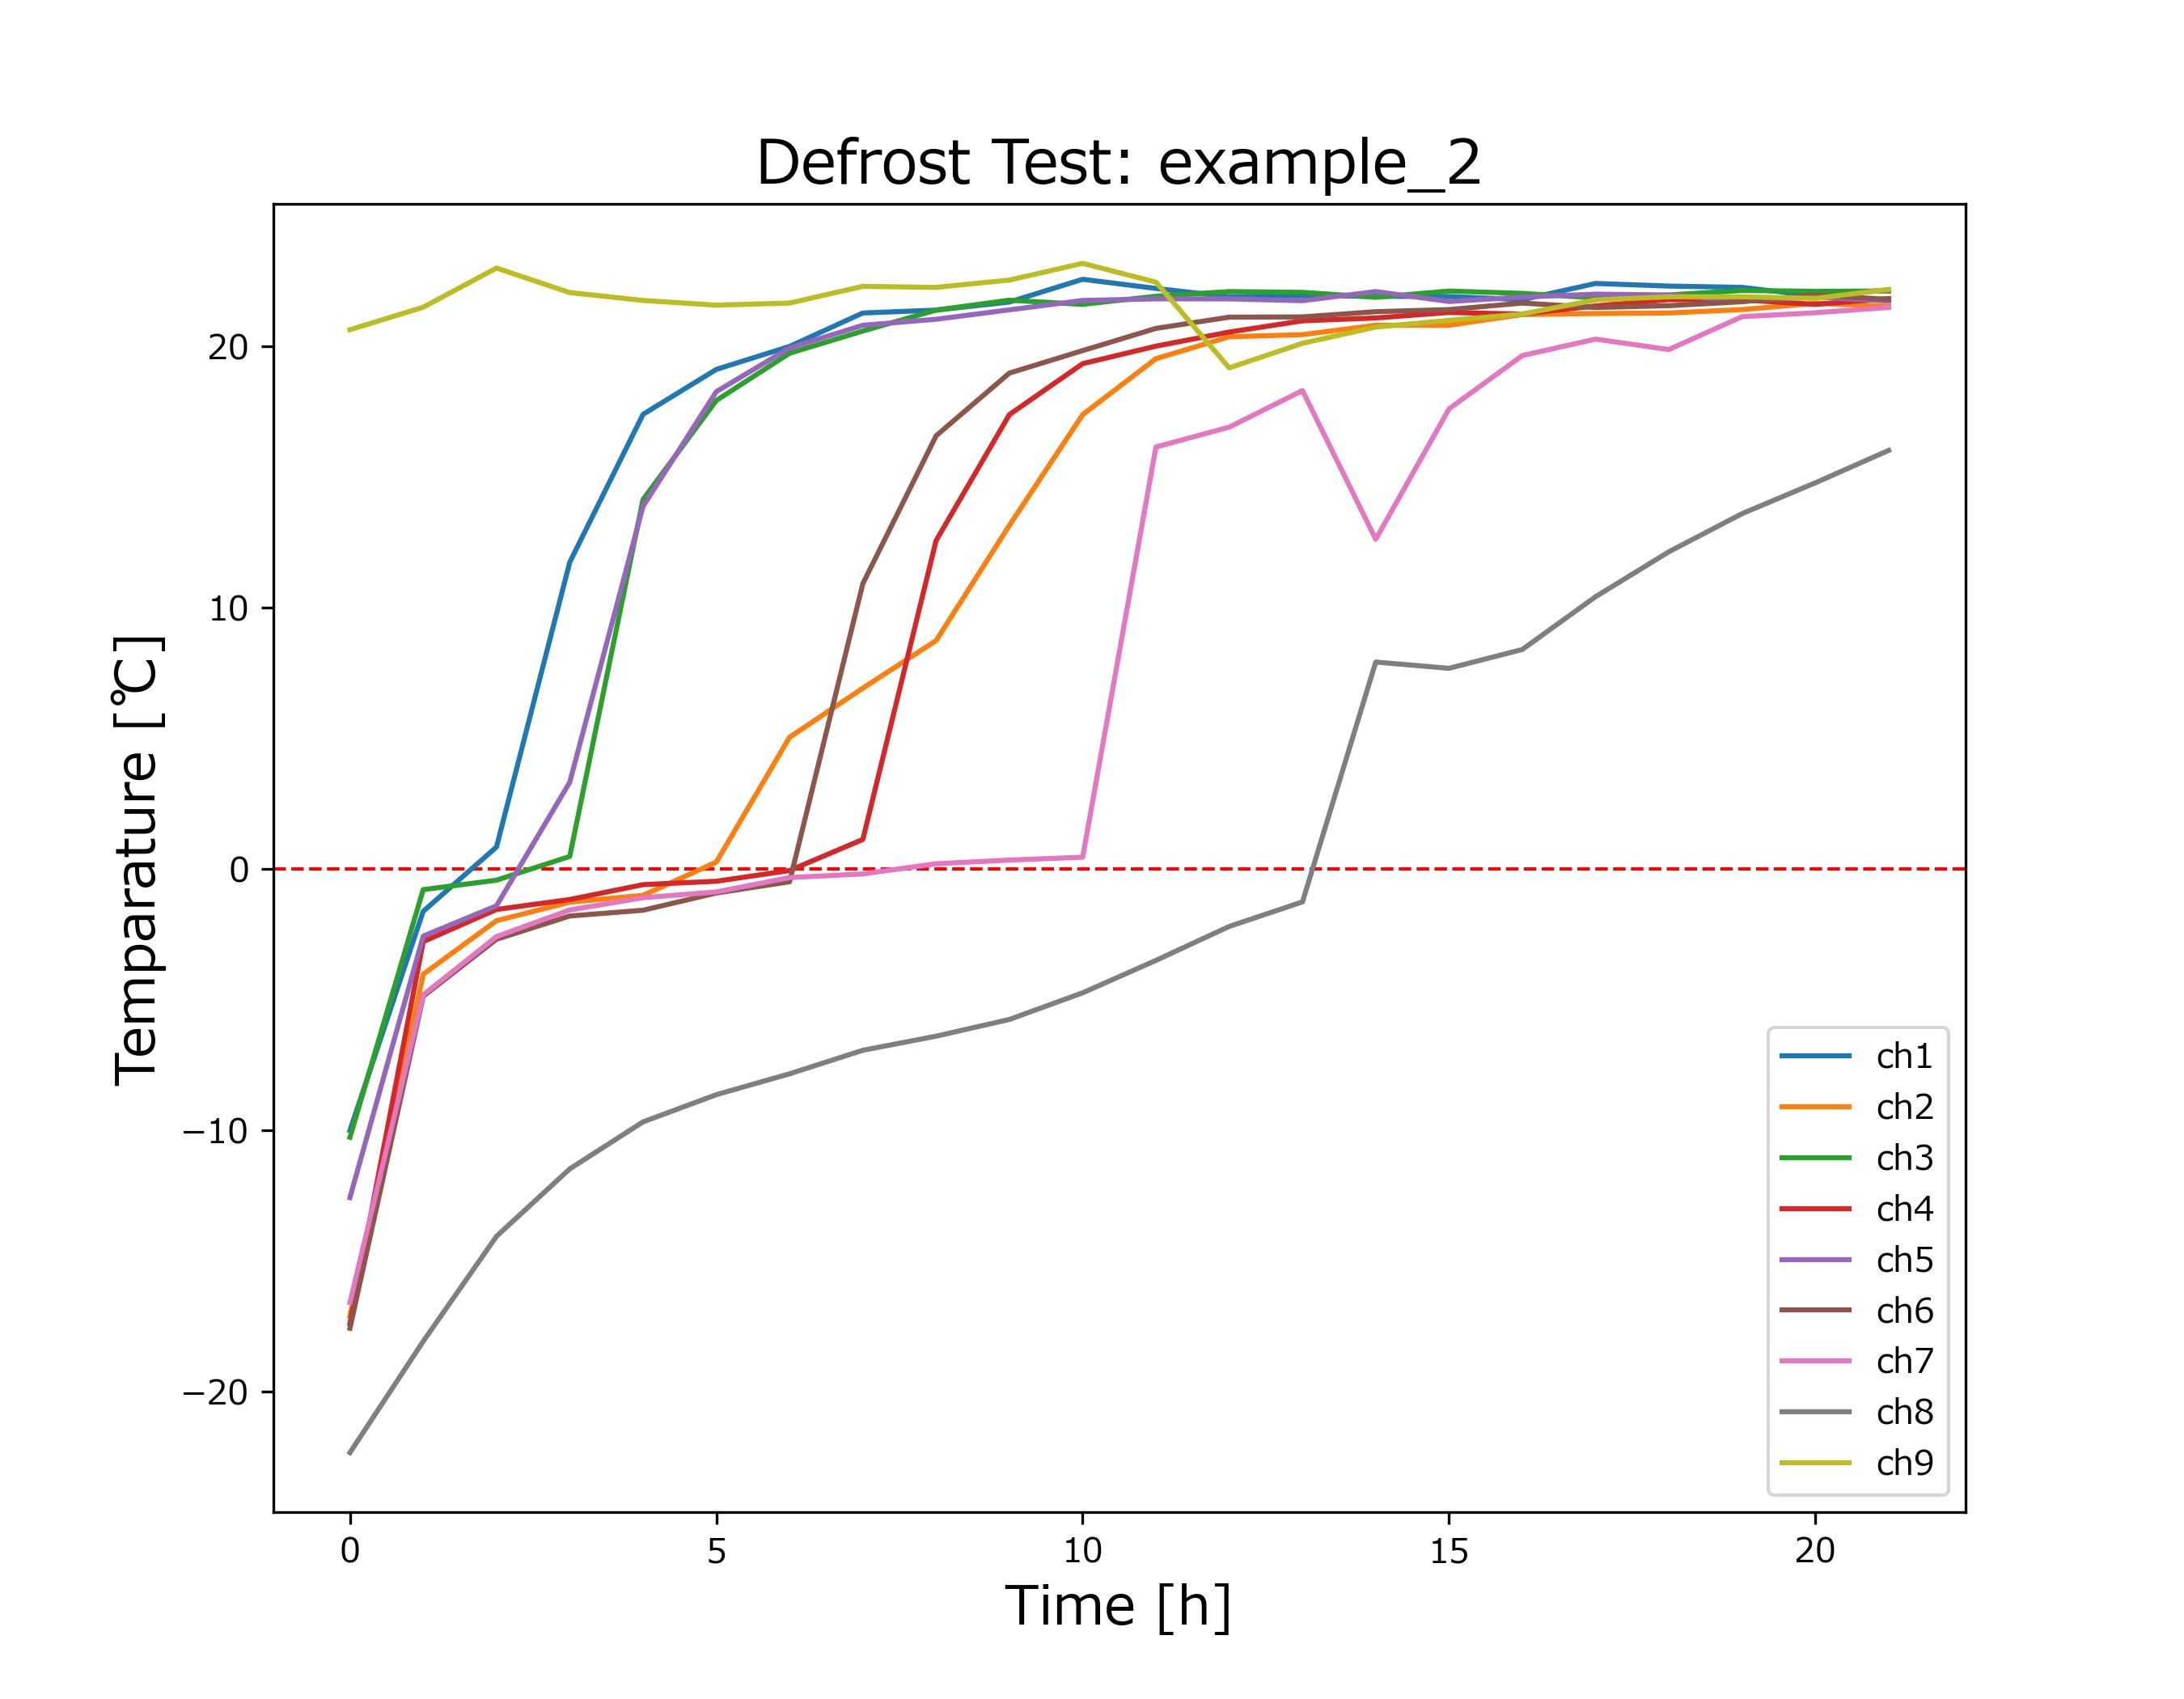 Defrost Test: example_2
Temparature [℃]
20
10
0
−10
−20
0 5 10 15 20
Time [h]
ch1
ch2
ch3
ch4
ch5
ch6
ch7
ch8
ch9